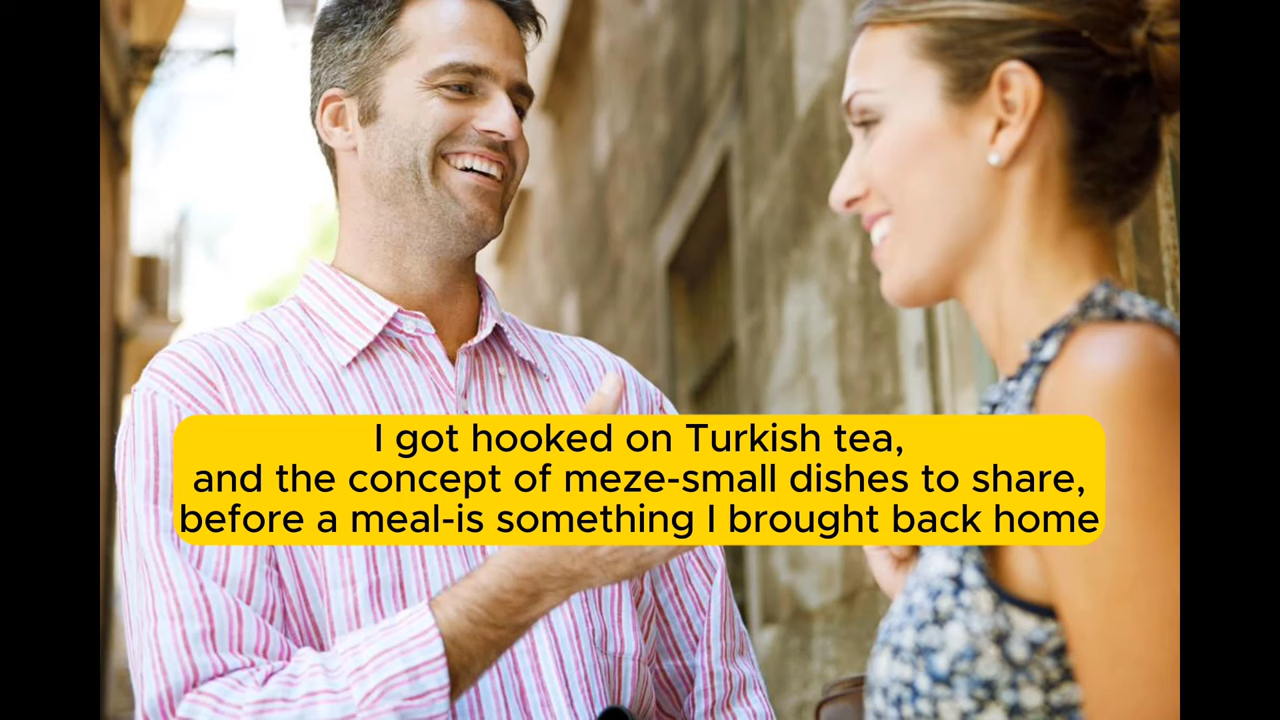 I got hooked on Turkish tea,
and the concept of meze-small dishes to share,
before a meal-is something I brought back home